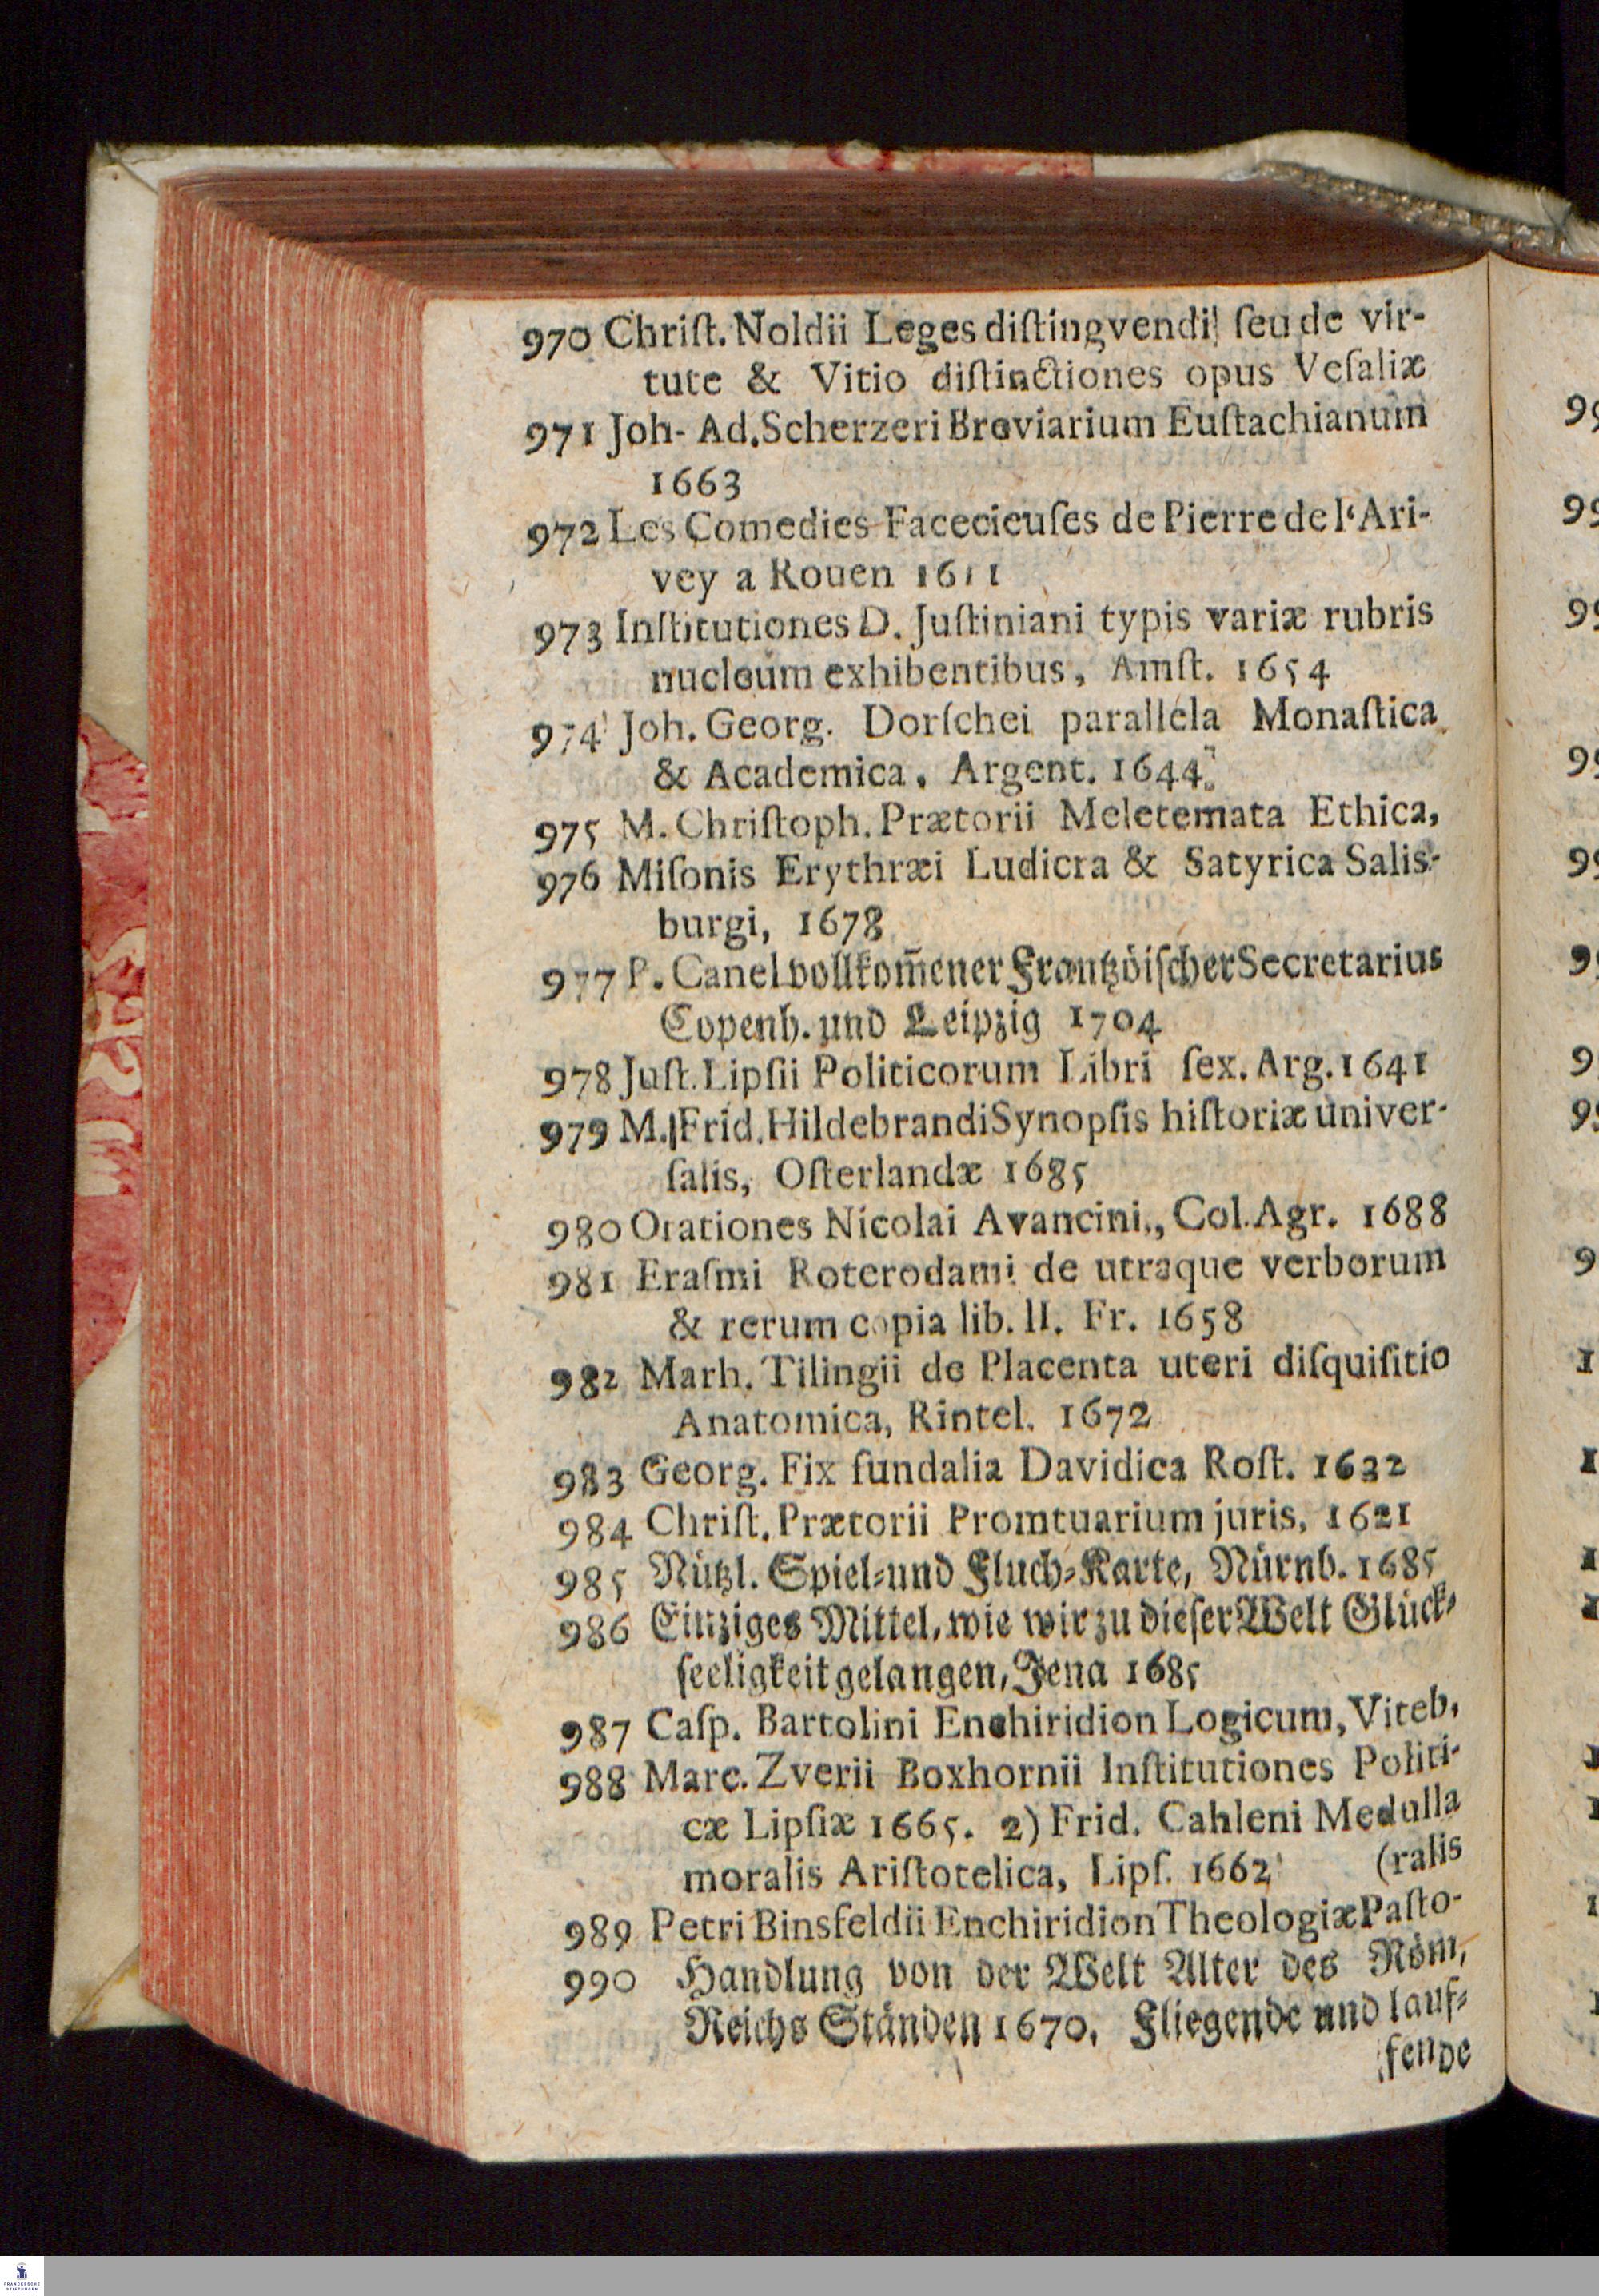 970 Chriſt. Noldii Leges diſtingvendi ſeu de vir-
tute & Vitio diſtinctiones opus Veſaliæ
971 Joh- Ad. Scherzeri Breviarium Euſtachianum
1663
972 Les Comedies Facecieuſes de Pierre de l'Ari-
vey a Rouen 1611
973 Inſtitutiones D. Juſtiniani typis variæ rubris
nucleum exhibentibus, Amſt. 1654
974 Joh. Georg. Dorſchei parallela Monaſtica
& Academica, Argent. 1644.
975 M. Chriſtoph. Prætorii Meletemata Ethica,
976 Miſonis Erythræi Ludicra & Satyrica Salis-
burgi, 1678
977 P. Canel vollkom̃ener Frantzöiſcher Secretarius
Copenh. und Leipzig 1704
978 Juſt. Lipſii Politicorum Libri ſex. Arg. 1641
979 M. Frid. Hildebrandi Synopſis hiſtoriæ univer-
ſalis, Oſterlandæ 1685
980 Orationes Nicolai Avancini., Col. Agr. 1688
981 Eraſmi Roterodami de utraque verborum
& rerum copia lib. II. Fr. 1658
982 Marh. Tilingii de Placenta uteri diſquiſitio
Anatomica, Rintel. 1672
983 Georg. Fix fundalia Davidica Roſt. 1632
984 Chriſt. Prætorii Promtuarium juris, 1621
985 Nützl. Spiel-und Fluch-Karte, Nürnb. 1685
986 Eintziges Mittel, wie wir zu dieſer Welt Glück-
ſeeligkeit gelangen, Jena 1685
987 Caſp. Bartolini Enchiridion Logicum, Viteb,
988 Marc. Zverii Boxhornii Inſtitutiones Politi-
cæ Lipſiæ 1665. 2) Frid. Cahleni Medulla
moralis Ariſtotelica, Lipſ. 1662 (ralis
989 Petri Binsfeldii Enchiridion Theologiæ Paſto-
990 Handlung von der Welt Alter des Röm,
Reichs Ständen 1670, Fliegende und lauf-
fende
FRANCKESCHE
STIFTUNGEN